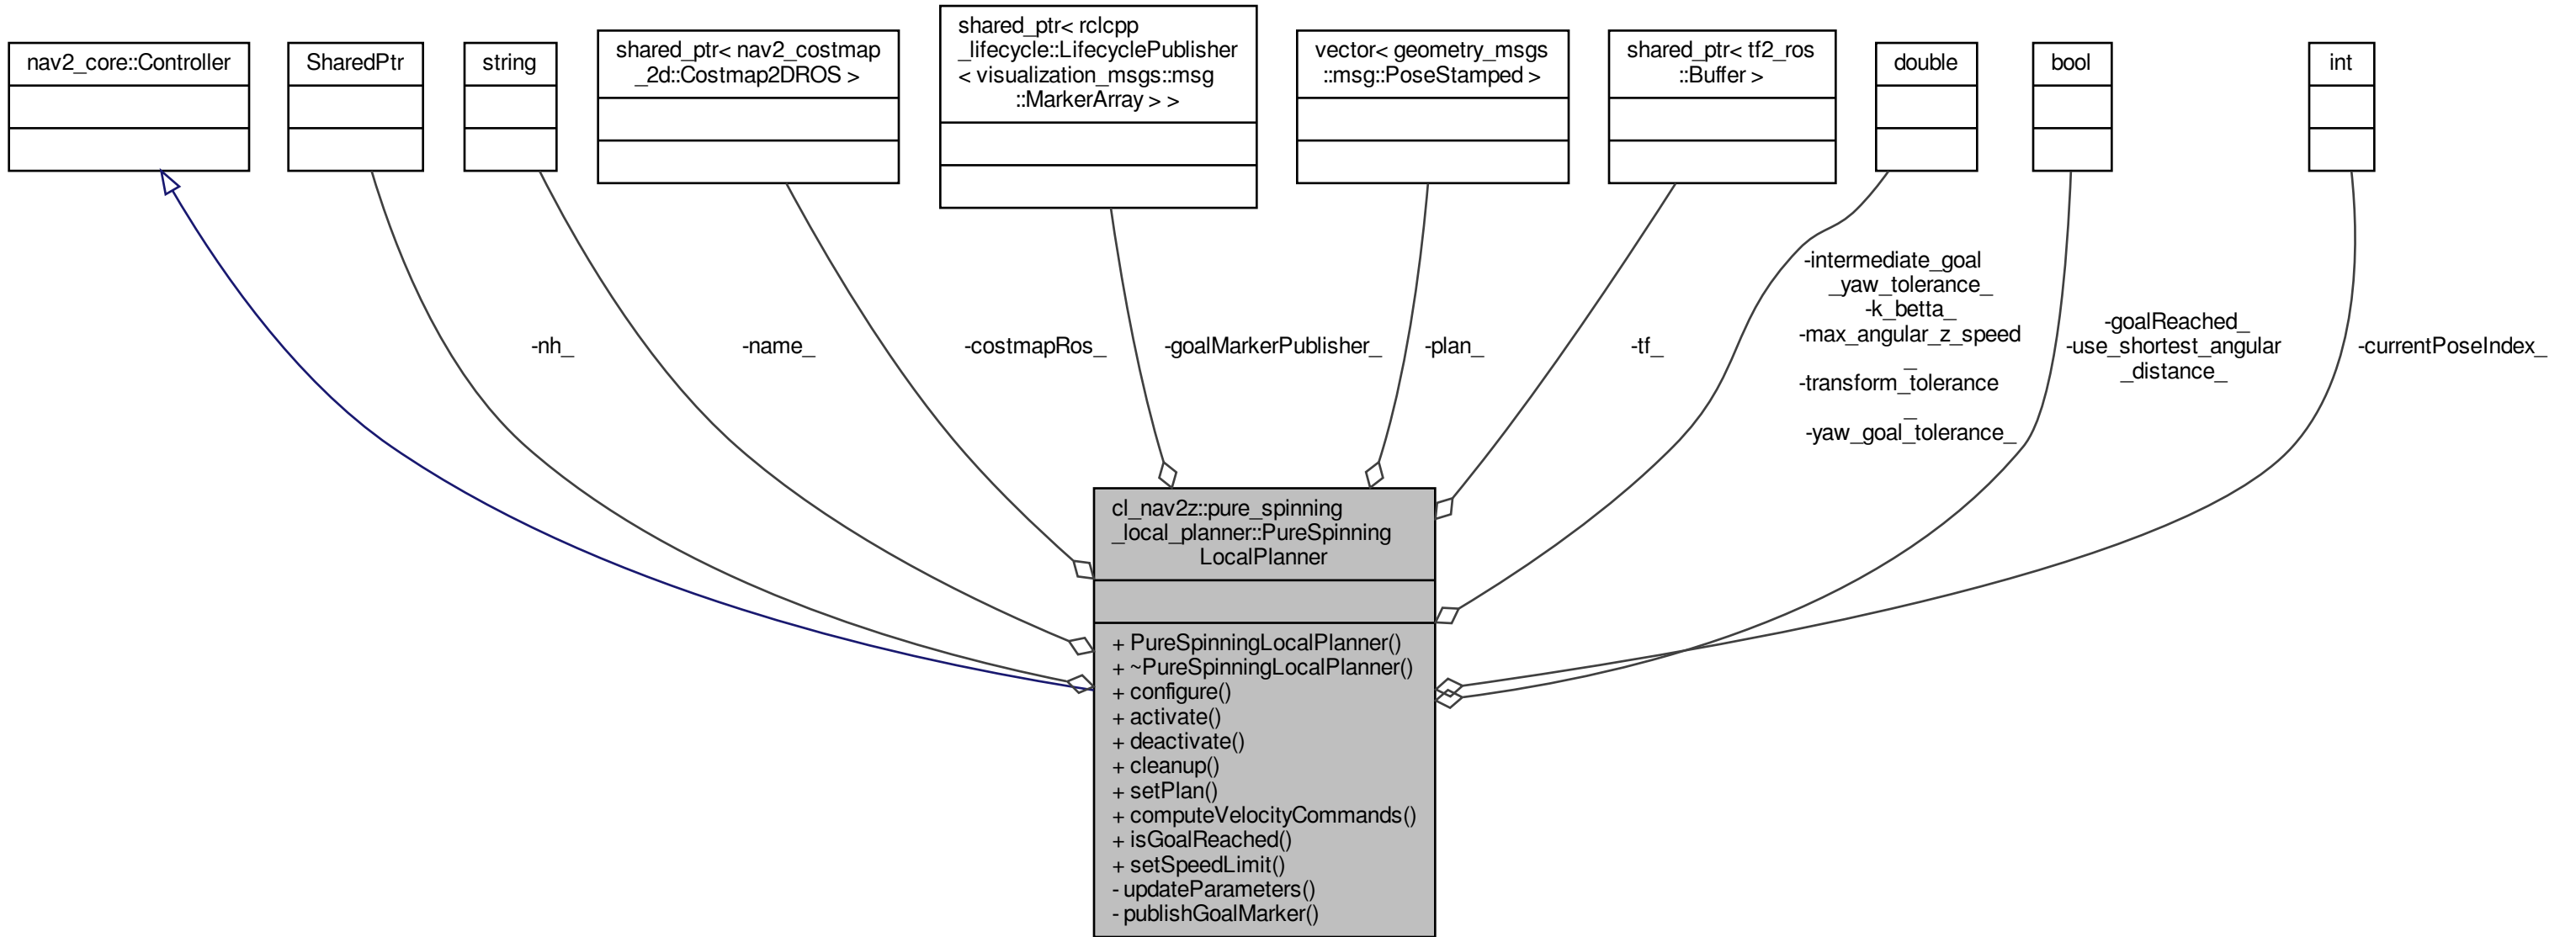 nav2_core::Controller
SharedPtr
string
shared_ptr< nav2_costmap
_2d::Costmap2DROS >
shared_ptr< rclcpp
_lifecycle::LifecyclePublisher
< visualization_msgs::msg
::MarkerArray > >
vector< geometry_msgs
::msg::PoseStamped >
shared_ptr< tf2_ros
::Buffer >
double
bool
int
-nh_
-name_
-costmapRos_
-goalMarkerPublisher_
-plan_
-tf_
-intermediate_goal
_yaw_tolerance_
-k_betta_
-max_angular_z_speed
_
-transform_tolerance
_
-yaw_goal_tolerance_
-goalReached_
-use_shortest_angular
_distance_
-currentPoseIndex_
cl_nav2z::pure_spinning
_local_planner::PureSpinning
LocalPlanner
+ PureSpinningLocalPlanner()
+ ~PureSpinningLocalPlanner()
+ configure()
+ activate()
+ deactivate()
+ cleanup()
+ setPlan()
+ computeVelocityCommands()
+ isGoalReached()
+ setSpeedLimit()
- updateParameters()
- publishGoalMarker()